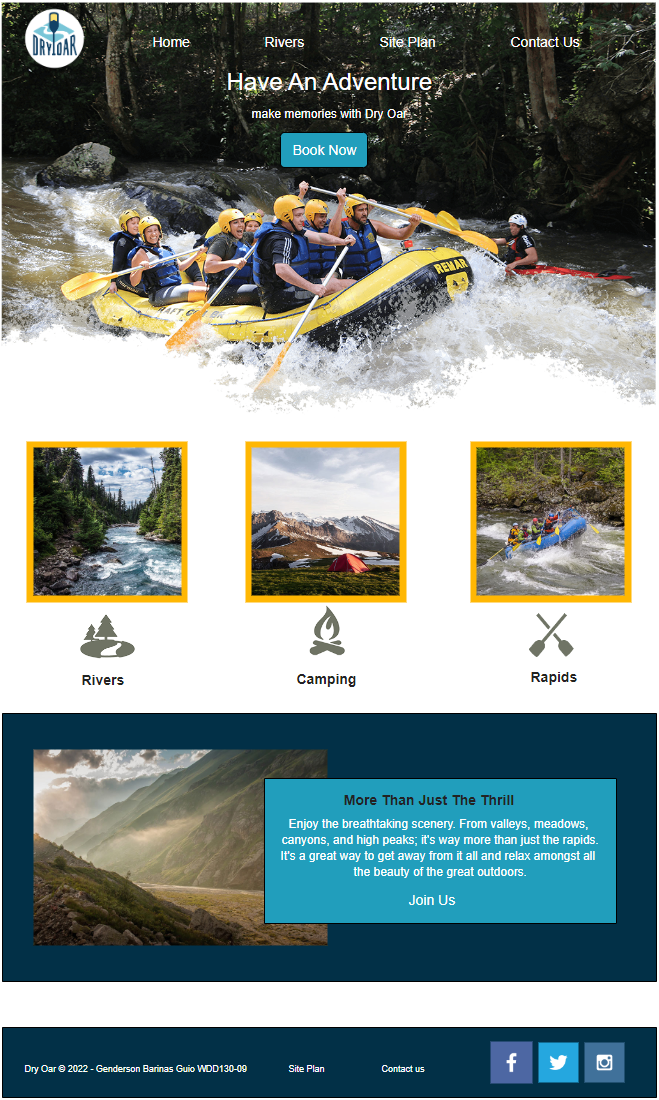 DRY OAR
Home Rivers Site Plan Contact Us
Have An Adventure
make memories with Dry Oar
Book Now
REMAR
Rivers Camping Rapids
More Than Just The Thrill
Enjoy the breathtaking scenery. From valleys, meadows,
canyons, and high peaks; it's way more than just the rapids.
It's a great way to get away from it all and relax amongst all
the beauty of the great outdoors.
Join Us
Dry Oar © 2022 - Genderson Barinas Guio WDD130-09 Site Plan Contact us